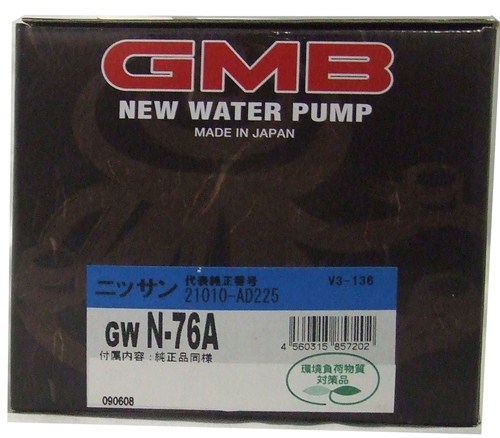 GMB
NEW WATER PUMP
MADE IN JAPAN
ニッサン 代表純正番号 V3-136
21010-AD225
GW N-76A
付属内容:純正品同様
4 560315 857202
環境負荷物質
対策品
090608